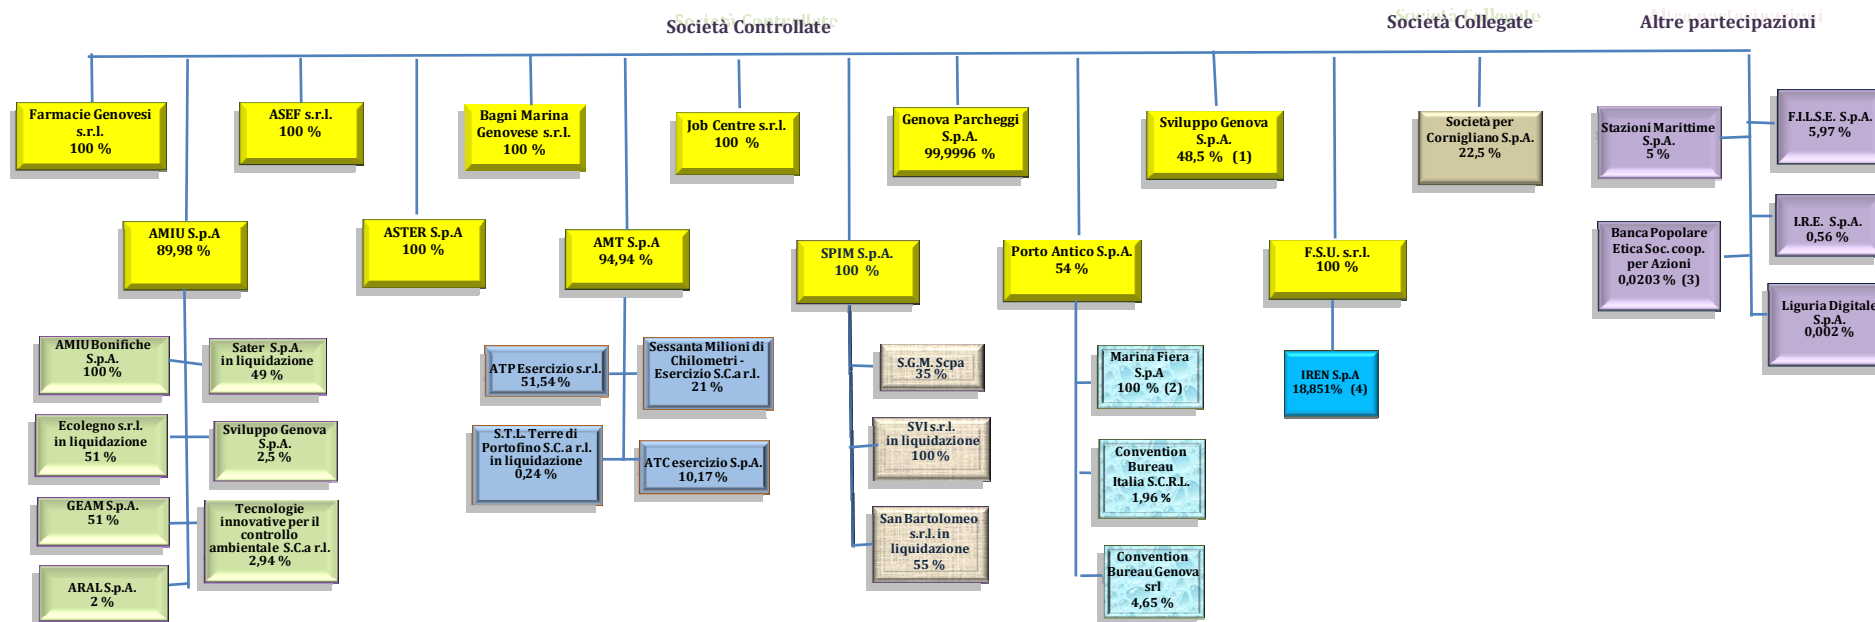 Società Controllate
Società Collegate
Altre partecipazioni
Farmacie Genovesi
s.r.l.
100 %
ASEF s.r.l.
100 %
Bagni Marina
Genovese s.r.l.
100 %
Job Centre s.r.l.
100 %
Genova Parcheggi
S.p.A.
99,9996 %
Sviluppo Genova
S.p.A.
48,5 % (1)
Società per
Cornigliano S.p.A.
22,5 %
Stazioni Marittime
S.p.A.
5 %
F.I.L.S.E. S.p.A.
5,97 %
AMIU S.p.A
89,98 %
ASTER S.p.A
100 %
AMT S.p.A
94,94 %
SPIM S.p.A.
100 %
Porto Antico S.p.A.
54 %
F.S.U. s.r.l.
100 %
Banca Popolare
Etica Soc. coop.
per Azioni
0,0203 % (3)
I.R.E. S.p.A.
0,56 %
Liguria Digitale
S.p.A.
0,002 %
AMIU Bonifiche
S.p.A.
100 %
Sater S.p.A.
in liquidazione
49 %
Ecolegno s.r.l.
in liquidazione
51 %
Sviluppo Genova
S.p.A.
2,5 %
GEAM S.p.A.
51 %
Tecnologie
innovative per il
controllo
ambientale S.C.a r.l.
2,94 %
ARAL S.p.A.
2 %
ATP Esercizio s.r.l.
51,54 %
Sessanta Milioni di
Chilometri -
Esercizio S.C.a r.l.
21 %
S.T.L. Terre di
Portofino S.C.a r.l.
in liquidazione
0,24 %
ATC esercizio S.p.A.
10,17 %
S.G.M. Scpa
35 %
SVI s.r.l.
in liquidazione
100 %
San Bartolomeo
s.r.l. in
liquidazione
55 %
Marina Fiera
S.p.A
100 % (2)
Convention
Bureau
Italia S.C.R.L.
1,96 %
Convention
Bureau Genova
srl
4,65 %
IREN S.p.A
18,851% (4)